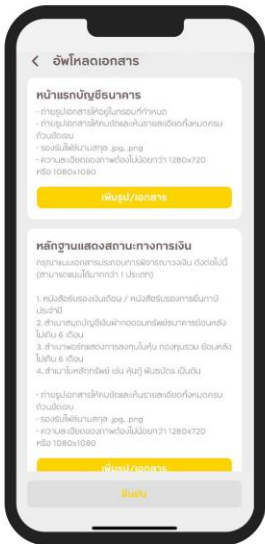 < อัพโหลดเอกสาร
หน้าแรกบัญชีธนาคาร
- ถ่ายรูปเอกสารให้อยู่ในกรอบที่กำหนด
- ถ่ายรูปเอกสารให้คมชัดและเห็นรายละเอียดทั้งหมดครบ
ถ้วนชัดเจน
- รองรับไฟล์นามสกุล .jpg, .png
- ความละเอียดของภาพต้องไม่น้อยกว่า 1280x720
หรือ 1080x1080
เพิ่มรูป/เอกสาร
หลักฐานแสดงสถานะทางการเงิน
กรุณาแนบเอกสารประกอบการพิจารณาวงเงิน ดังต่อไปนี้
(สามารถแนบได้มากกว่า 1 ประเภท)
1. หนังสือรับรองเงินเดือน / หนังสือรับรองการยื่นภาษี
ประจำปี
2. สำเนาสมุดบัญชีเงินฝากออมทรัพย์ธนาคารย้อนหลัง
ไม่เกิน 6 เดือน
3. สำเนาพอร์ทแสดงการลงทุนในหุ้น กองทุนรวม ย้อนหลัง
ไม่เกิน 6 เดือน
4. สำเนาใบหลักทรัพย์ เช่น หุ้นกู้ พันธบัตร เป็นต้น
- ถ่ายรูปเอกสารให้คมชัดและเห็นรายละเอียดทั้งหมดครบ
ถ้วนชัดเจน
- รองรับไฟล์นามสกุล .jpg, .png
- ความละเอียดของภาพต้องไม่น้อยกว่า 1280x720
หรือ 1080x1080
เพิ่มรูป/เอกสาร
ยืนยัน